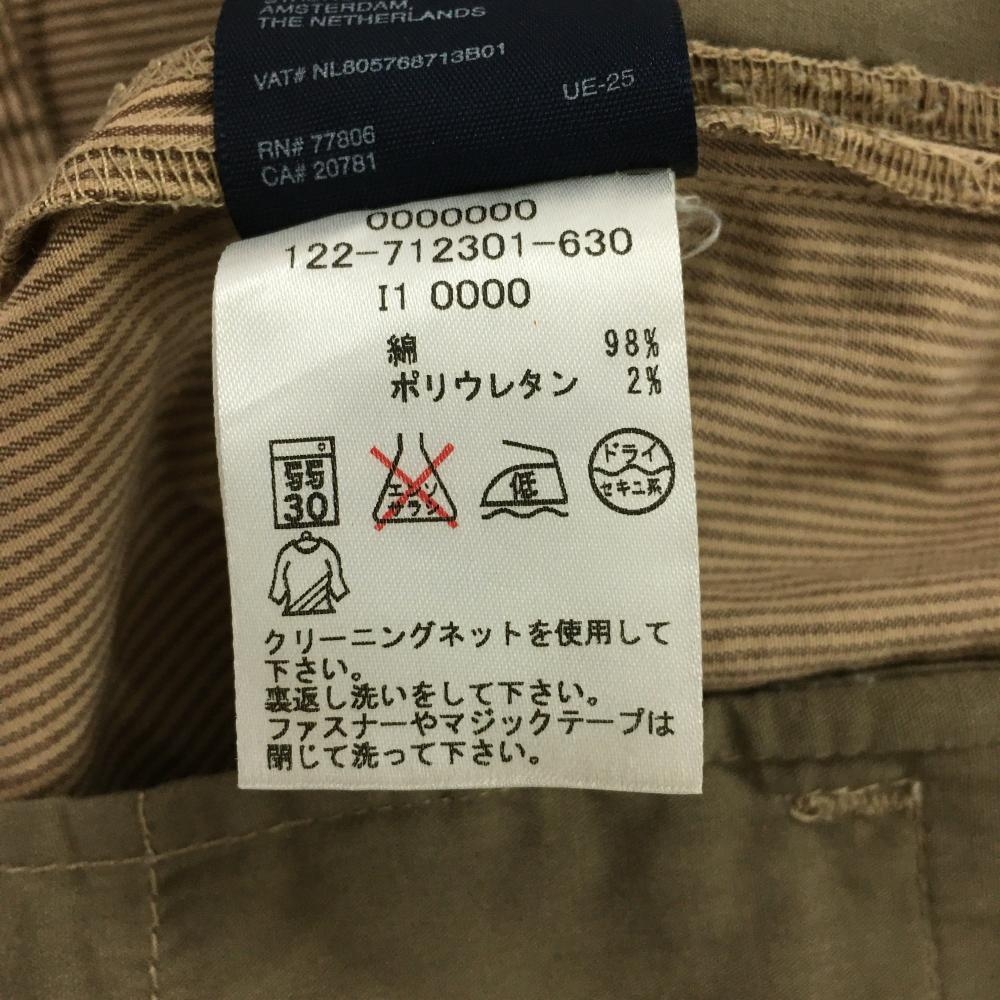 AMSTERDAM,
THE NETHERLANDS
VAT# NL805768713B01
UE-25
RN# 77806
CA# 20781
0000000
122-712301-630
I1 0000
綿 98%
ポリウレタン 2%
弱
30
エンソ
サラシ
低
ドライ
セキユ系
クリーニングネットを使用して
下さい。
裏返し洗いをして下さい。
ファスナーやマジックテープは
閉じて洗って下さい。